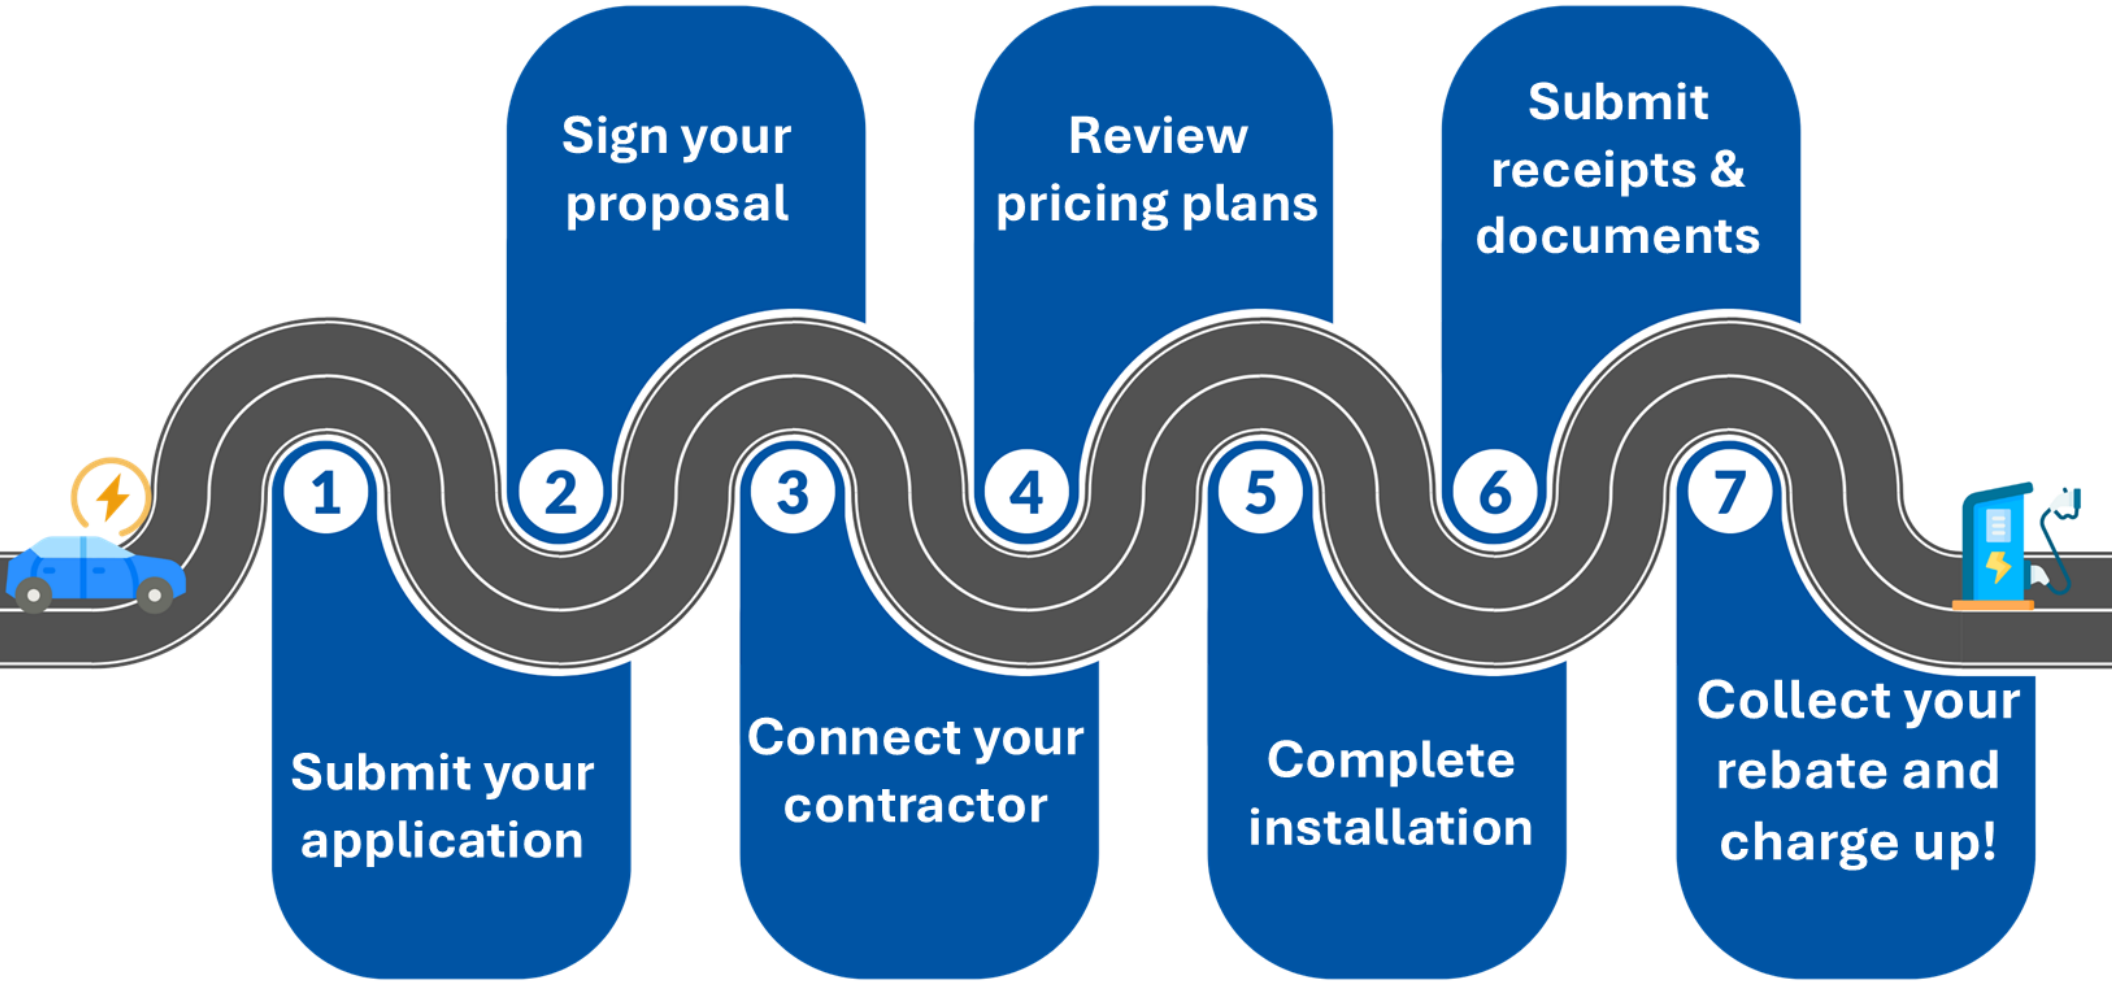 1
Submit your
application
2
Sign your
proposal
3
Connect your
contractor
4
Review
pricing plans
5
Complete
installation
6
Submit
receipts &
documents
7
Collect your
rebate and
charge up!